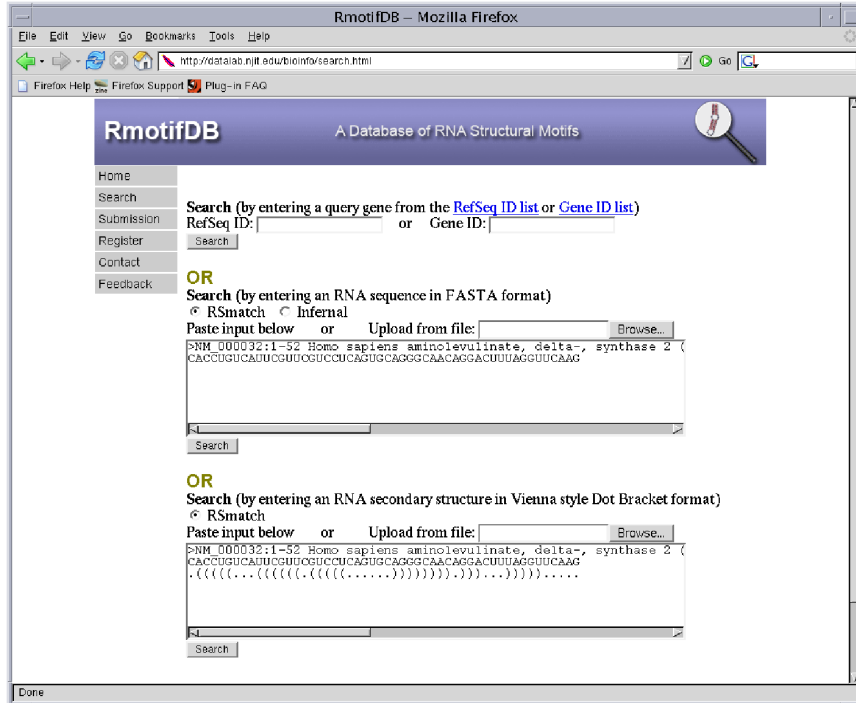 RmotifDB - Mozilla Firefox
File Edit View Go Bookmarks Tools Help
http://datalab.njit.edu/bioinfo/search.html Go G
Firefox Help Firefox Support Plug-in FAQ
RmotifDB A Database of RNA Structural Motifs
Home
Search
Submission
Register
Contact
Feedback
Search (by entering a query gene from the RefSeq ID list or Gene ID list)
RefSeq ID: or Gene ID:
Search
OR
Search (by entering an RNA sequence in FASTA format)
RSmatch Infernal
Paste input below or Upload from file: Browse...
>NM_000032:1-52 Homo sapiens aminolevulinate, delta-, synthase 2 (
CACCUGUCAUUCGUUCGUCCUCAGUGCAGGGCAACAGGACUUUAGGUUCAAG
Search
OR
Search (by entering an RNA secondary structure in Vienna style Dot Bracket format)
RSmatch
Paste input below or Upload from file: Browse...
>NM_000032:1-52 Homo sapiens aminolevulinate, delta-, synthase 2 (
CACCUGUCAUUCGUUCGUCCUCAGUGCAGGGCAACAGGACUUUAGGUUCAAG
.(((((...((((((.(((((......)))))))).)))...))))).....
Search
Done